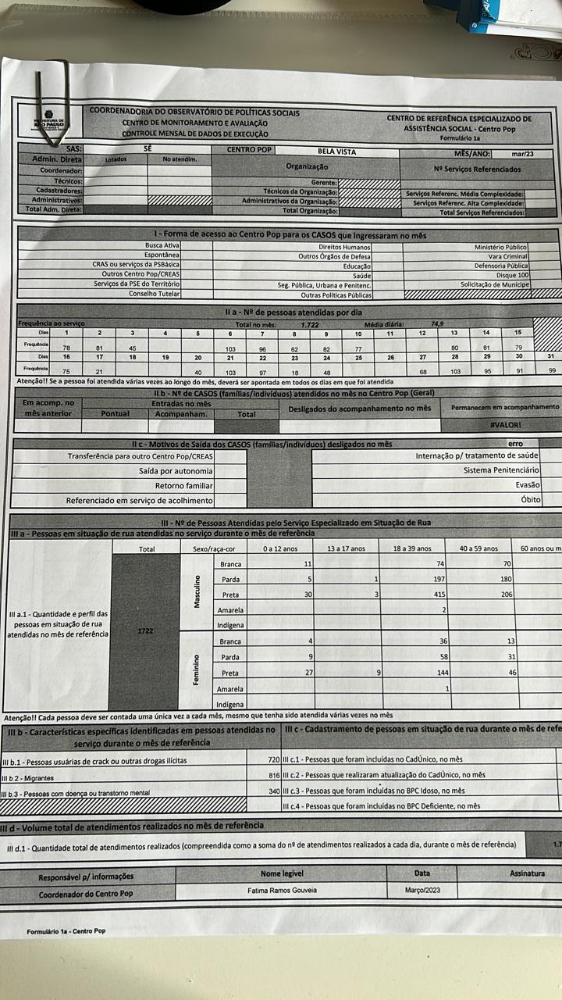 PREFEITURA DE
SÃO PAULO
COORDENADORIA DO OBSERVATÓRIO DE POLÍTICAS SOCIAIS
CENTRO DE MONITORAMENTO E AVALIAÇÃO
CONTROLE MENSAL DE DADOS DE EXECUÇÃO
CENTRO DE REFERÊNCIA ESPECIALIZADO DE
ASSISTÊNCIA SOCIAL - Centro Pop
Formulário 1a
SAS: SÉ CENTRO POP BELA VISTA MÊS/ANO: mar/23
Admin. Direta Lotados No atendim. Organização Nº Serviços Referenciados
Coordenador: Gerente:
Técnicos: Técnicos da Organização: Serviços Referenc. Média Complexidade:
Cadastradores: Administrativos da Organização: Serviços Referenc. Alta Complexidade:
Administrativos: Total Organização: Total Serviços Referenciados:
Total Adm. Direta:
I - Forma de acesso ao Centro Pop para os CASOS que ingressaram no mês
Busca Ativa Direitos Humanos Ministério Público
Espontânea Outros Órgãos de Defesa Vara Criminal
CRAS ou serviços da PSBásica Educação Defensoria Pública
Outros Centro Pop/CREAS Saúde Disque 100
Serviços da PSE do Território Seg. Pública, Urbana e Penitenc. Solicitação de Munícipe
Conselho Tutelar Outras Políticas Públicas
II a - Nº de pessoas atendidas por dia
Frequência ao serviço Total no mês: 1.722 Média diária: 74,9
Dias 1 2 3 4 5 6 7 8 9 10 11 12 13 14 15
Frequência 78 81 45 103 96 62 82 77 80 81 79
Dias 16 17 18 19 20 21 22 23 24 25 26 27 28 29 30 31
Frequência 75 21 40 103 97 18 48 68 103 95 91 99
Atenção!! Se a pessoa foi atendida várias vezes ao longo do mês, deverá ser apontada em todos os dias em que foi atendida
II b - Nº de CASOS (famílias/indivíduos) atendidos no mês no Centro Pop (Geral)
Em acomp. no mês anterior Entradas no mês Desligados do acompanhamento no mês Permanecem em acompanhamento
Pontual Acompanham. Total
#VALOR!
II c - Motivos de Saída dos CASOS (famílias/indivíduos) desligados no mês erro
Transferência para outro Centro Pop/CREAS Internação p/ tratamento de saúde
Saída por autonomia Sistema Penitenciário
Retorno familiar Evasão
Referenciado em serviço de acolhimento Óbito
III - Nº de Pessoas Atendidas pelo Serviço Especializado em Situação de Rua
III a - Pessoas em situação de rua atendidas no serviço durante o mês de referência
Total Sexo/raça-cor 0 a 12 anos 13 a 17 anos 18 a 39 anos 40 a 59 anos 60 anos ou m
III a.1 - Quantidade e perfil das pessoas em situação de rua atendidas no mês de referência
1722
Masculino
Branca 11 74 70
Parda 5 1 197 180
Preta 30 3 415 206
Amarela 2
Indígena
Feminino
Branca 4 36 13
Parda 9 58 31
Preta 27 9 144 46
Amarela 1
Indígena
Atenção!! Cada pessoa deve ser contada uma única vez a cada mês, mesmo que tenha sido atendida várias vezes no mês
III b - Características específicas identificadas em pessoas atendidas no serviço durante o mês de referência
III c - Cadastramento de pessoas em situação de rua durante o mês de refe
III b.1 - Pessoas usuárias de crack ou outras drogas ilícitas 720 III c.1 - Pessoas que foram incluídas no CadÚnico, no mês
III b.2 - Migrantes 816 III c.2 - Pessoas que realizaram atualização do CadÚnico, no mês
III b.3 - Pessoas com doença ou transtorno mental 340 III c.3 - Pessoas que foram incluídas no BPC Idoso, no mês
III c.4 - Pessoas que foram incluídas no BPC Deficiente, no mês
III d - Volume total de atendimentos realizados no mês de referência
III d.1 - Quantidade total de atendimentos realizados (compreendida como a soma do nº de atendimentos realizados a cada dia, durante o mês de referência) 1.7
Responsável p/ informações Nome legível Data Assinatura
Coordenador do Centro Pop Fatima Ramos Gouveia Março/2023
Formulário 1a - Centro Pop